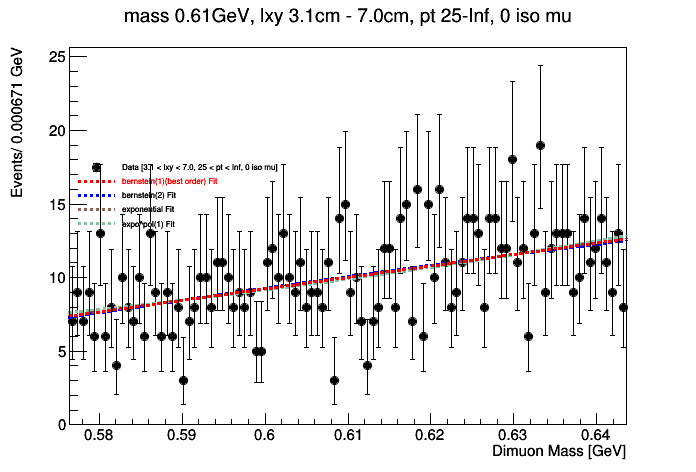 mass 0.61GeV, lxy 3.1cm - 7.0cm, pt 25-Inf, 0 iso mu
Events/ 0.000671 GeV
25
20
15
10
5
0
Data [3.1 < lxy < 7.0, 25 < pt < Inf, 0 iso mu]
bernstein(1)(best order) Fit
bernstein(2) Fit
exponential Fit
expo*pol(1) Fit
0.58 0.59 0.6 0.61 0.62 0.63 0.64
Dimuon Mass [GeV]